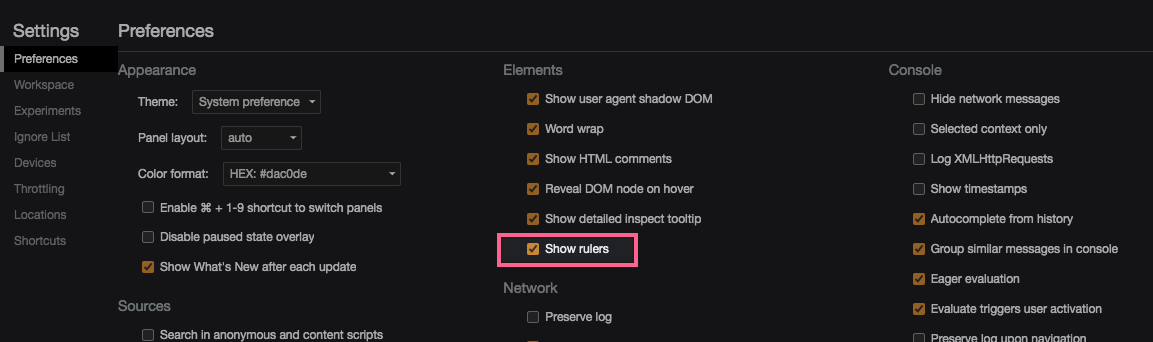 Settings
Preferences
Workspace
Experiments
Ignore List
Devices
Throttling
Locations
Shortcuts
Preferences
Appearance
Theme: System preference
Panel layout: auto
Color format: HEX: #dac0de
Enable ⌘ + 1-9 shortcut to switch panels
Disable paused state overlay
Show What's New after each update
Sources
Search in anonymous and content scripts
Elements
Show user agent shadow DOM
Word wrap
Show HTML comments
Reveal DOM node on hover
Show detailed inspect tooltip
Show rulers
Network
Preserve log
Console
Hide network messages
Selected context only
Log XMLHttpRequests
Show timestamps
Autocomplete from history
Group similar messages in console
Eager evaluation
Evaluate triggers user activation
Preserve log upon navigation